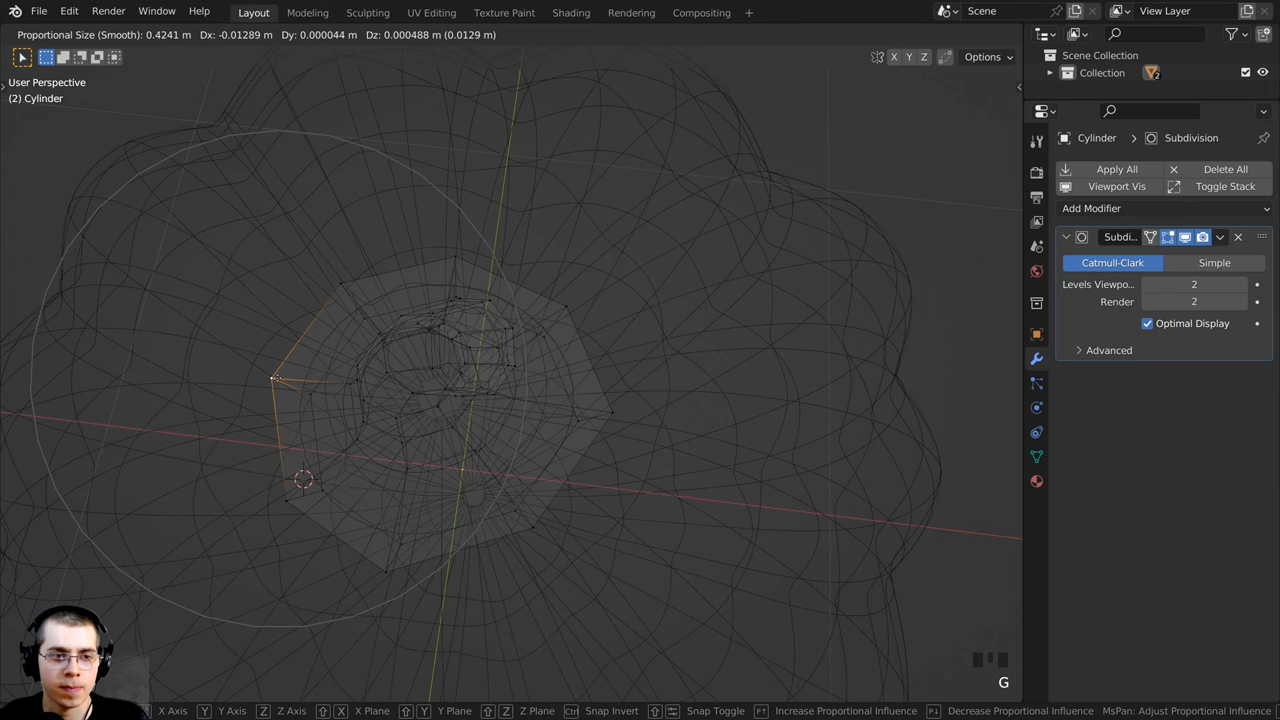 File Edit Render Window Help Layout Modeling Sculpting UV Editing Texture Paint Shading Rendering Compositing + Scene View Layer
Proportional Size (Smooth): 0.4241 m Dx: -0.01289 m Dy: 0.000044 m Dz: 0.000488 m (0.0129 m)
X Y Z Options
User Perspective
(2) Cylinder
Scene Collection
Collection 2
Cylinder > Subdivision
Apply All Delete All
Viewport Vis Toggle Stack
Add Modifier
Subdi...
Catmull-Clark Simple
Levels Viewpo... 2
Render 2
Optimal Display
Advanced
G
X Axis Y Y Axis Z Z Axis X X Plane Y Y Plane Z Z Plane Ctrl Snap Invert Snap Toggle Increase Proportional Influence Decrease Proportional Influence MsPan: Adjust Proportional Influence